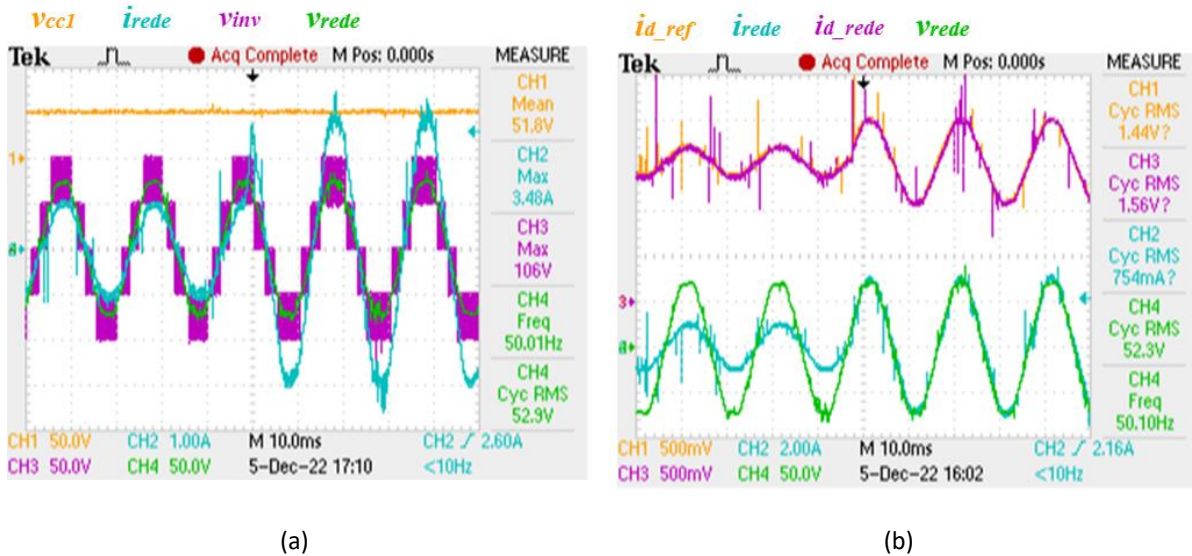 vcc1 irede vinv vrede
Tek Acq Complete M Pos: 0.000s MEASURE
CH1
Mean
51.8V
CH2
Max
3.48A
CH3
Max
106V
CH4
Freq
50.01Hz
CH4
Cyc RMS
52.9V
1
CH1 50.0V CH2 1.00A M 10.0ms CH2 2.60A
CH3 50.0V CH4 50.0V 5-Dec-22 17:10 <10Hz
(a)
id_ref irede id_rede vrede
Tek Acq Complete M Pos: 0.000s MEASURE
CH1
Cyc RMS
1.44V?
CH3
Cyc RMS
1.56V?
CH2
Cyc RMS
754mA?
CH4
Cyc RMS
52.3V
CH4
Freq
50.10Hz
3
CH1 500mV CH2 2.00A M 10.0ms CH2 2.16A
CH3 500mV CH4 50.0V 5-Dec-22 16:02 <10Hz
(b)